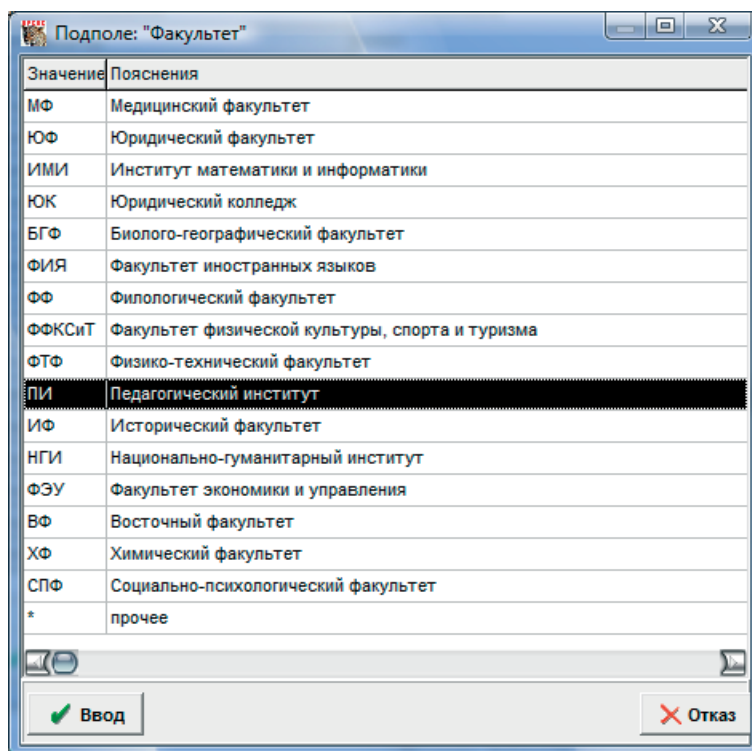 Подполе: "Факультет"
Значение Пояснения
МФ Медицинский факультет
ЮФ Юридический факультет
ИМИ Институт математики и информатики
ЮК Юридический колледж
БГФ Биолого-географический факультет
ФИЯ Факультет иностранных языков
ФФ Филологический факультет
ФФКСиТ Факультет физической культуры, спорта и туризма
ФТФ Физико-технический факультет
ПИ Педагогический институт
ИФ Исторический факультет
НГИ Национально-гуманитарный институт
ФЭУ Факультет экономики и управления
ВФ Восточный факультет
ХФ Химический факультет
СПФ Социально-психологический факультет
* прочее
Ввод Отказ